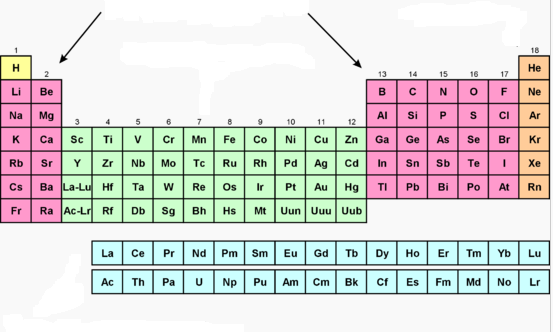 1 18
H 2 13 14 15 16 17 He
Li Be B C N O F Ne
Na Mg 3 4 5 6 7 8 9 10 11 12 Al Si P S Cl Ar
K Ca Sc Ti V Cr Mn Fe Co Ni Cu Zn Ga Ge As Se Br Kr
Rb Sr Y Zr Nb Mo Tc Ru Rh Pd Ag Cd In Sn Sb Te I Xe
Cs Ba La-Lu Hf Ta W Re Os Ir Pt Au Hg Tl Pb Bi Po At Rn
Fr Ra Ac-Lr Rf Db Sg Bh Hs Mt Uun Uuu Uub
La Ce Pr Nd Pm Sm Eu Gd Tb Dy Ho Er Tm Yb Lu
Ac Th Pa U Np Pu Am Cm Bk Cf Es Fm Md No Lr